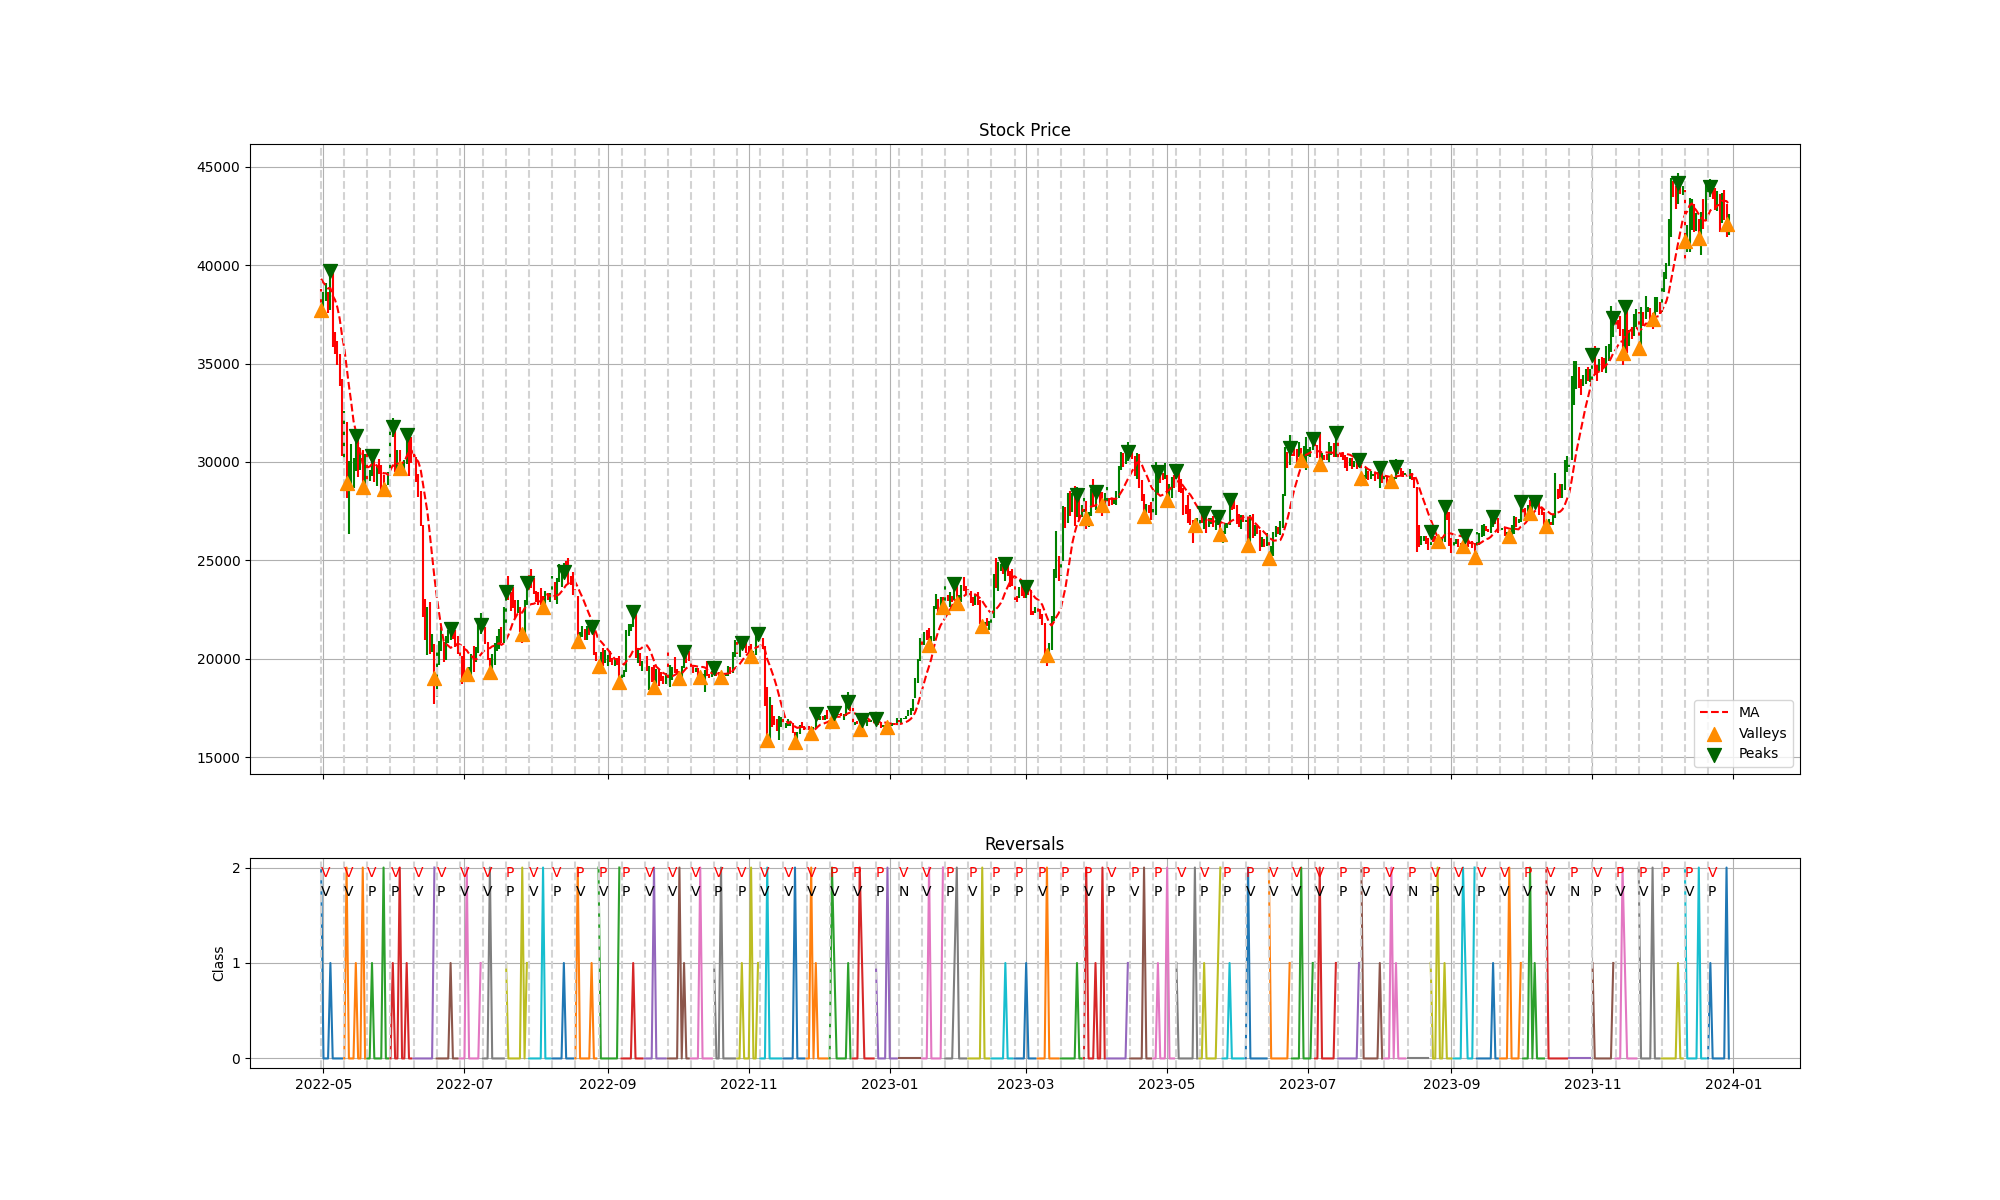 Stock Price
45000
40000
35000
30000
25000
20000
15000
MA
Valleys
Peaks
Reversals
2
1
0
Class
V V V V V V V V P V V P P P V V V V V V V V P P P V V P P P P P P P V P P V V P P V V V P P V P V V V V P V P V P P P P V
V V P P V P V V P V P V V P V V V P P V V V V V P N V P V P P V P V P V P P P P V V V V P V V N P V P V V V N P V V P V P
2022-05 2022-07 2022-09 2022-11 2023-01 2023-03 2023-05 2023-07 2023-09 2023-11 2024-01